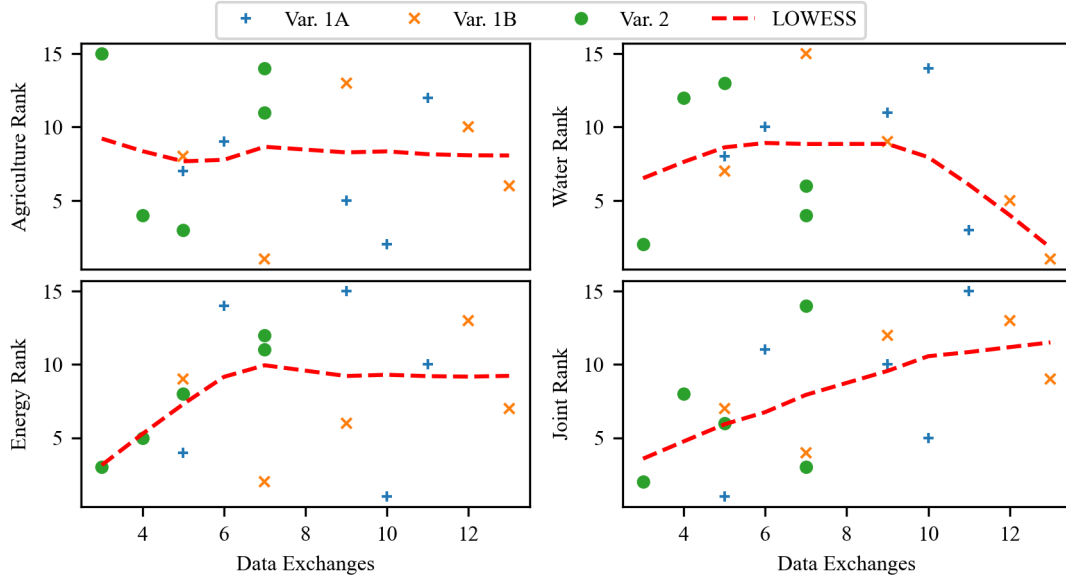 Var. 1A Var. 1B Var. 2 LOWESS
15
10
5
Agriculture Rank
15
10
5
Water Rank
15
10
5
Energy Rank
4 6 8 10 12
Data Exchanges
15
10
5
Joint Rank
4 6 8 10 12
Data Exchanges